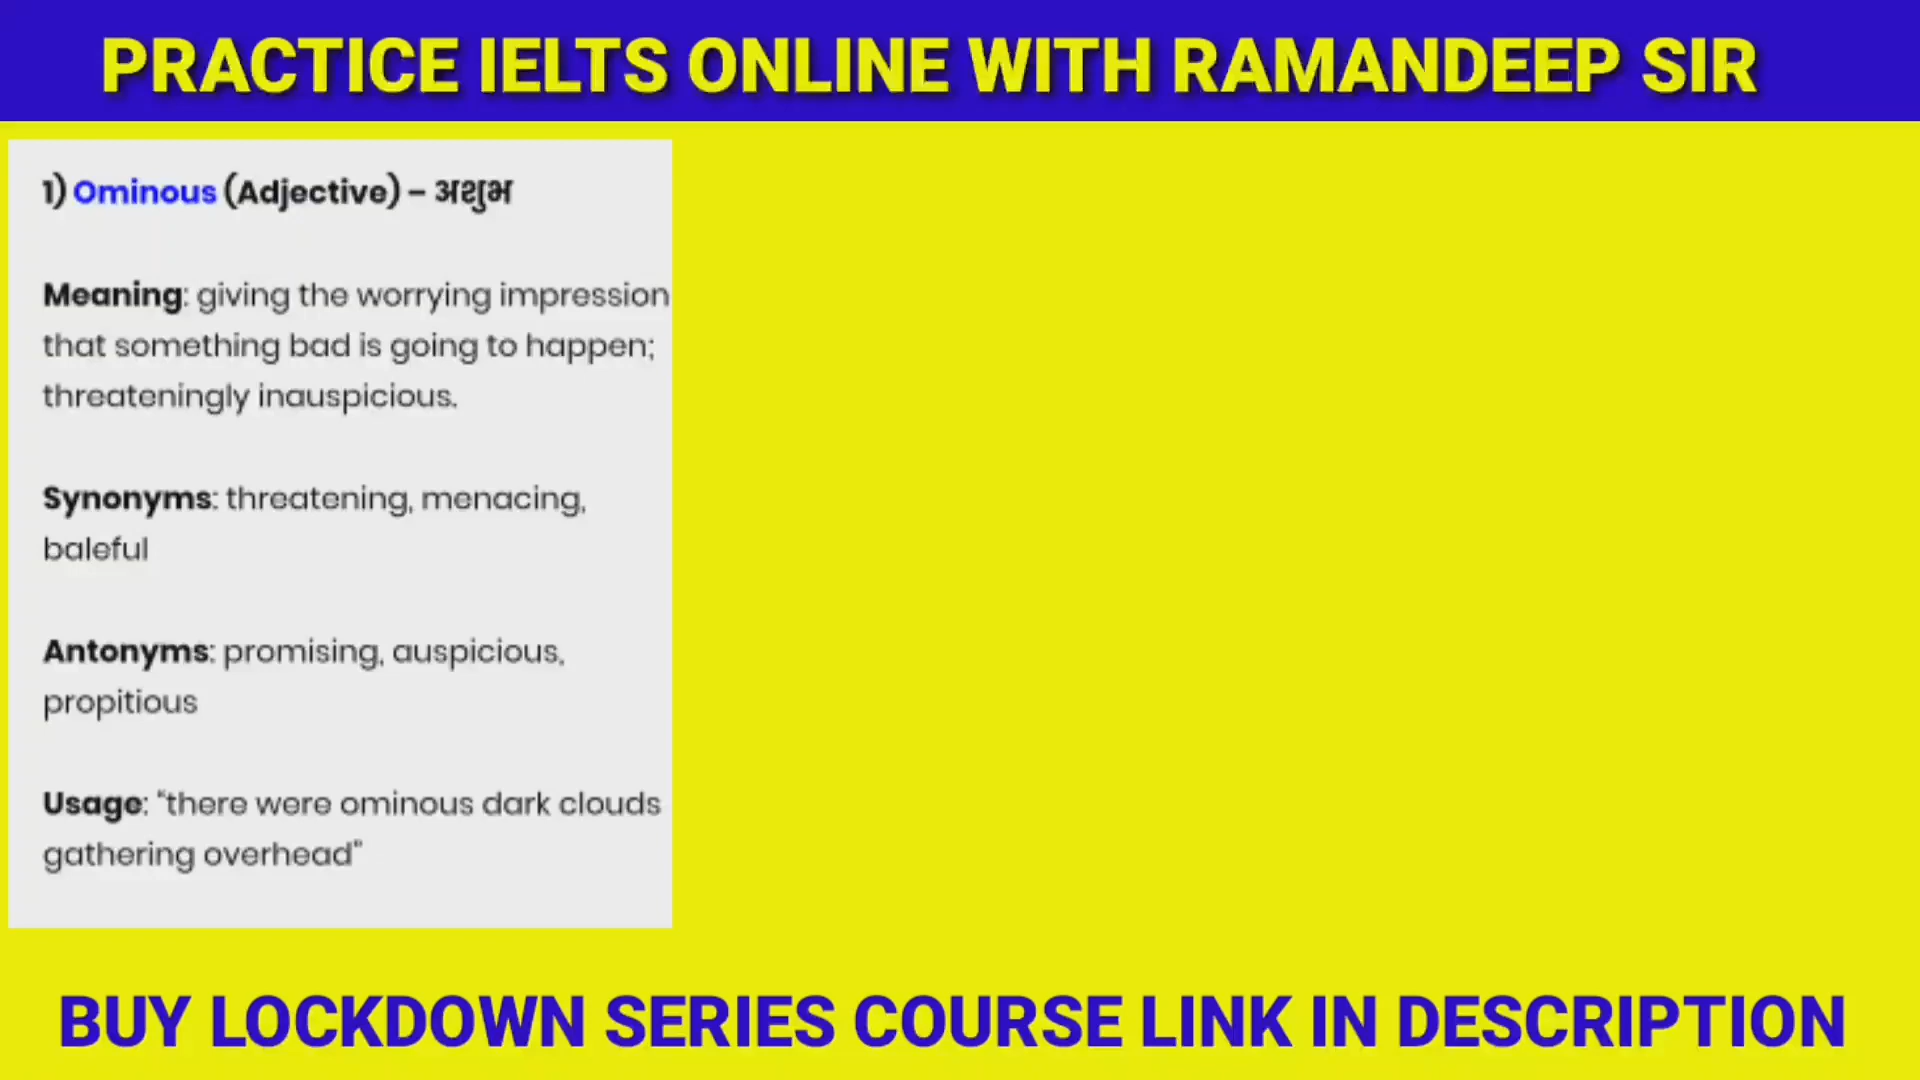 PRACTICE IELTS ONLINE WITH RAMANDEEP SIR
1) Ominous (Adjective) – अशुभ
Meaning: giving the worrying impression
that something bad is going to happen;
threateningly inauspicious.
Synonyms: threatening, menacing,
baleful
Antonyms: promising, auspicious,
propitious
Usage: “there were ominous dark clouds
gathering overhead”
BUY LOCKDOWN SERIES COURSE LINK IN DESCRIPTION